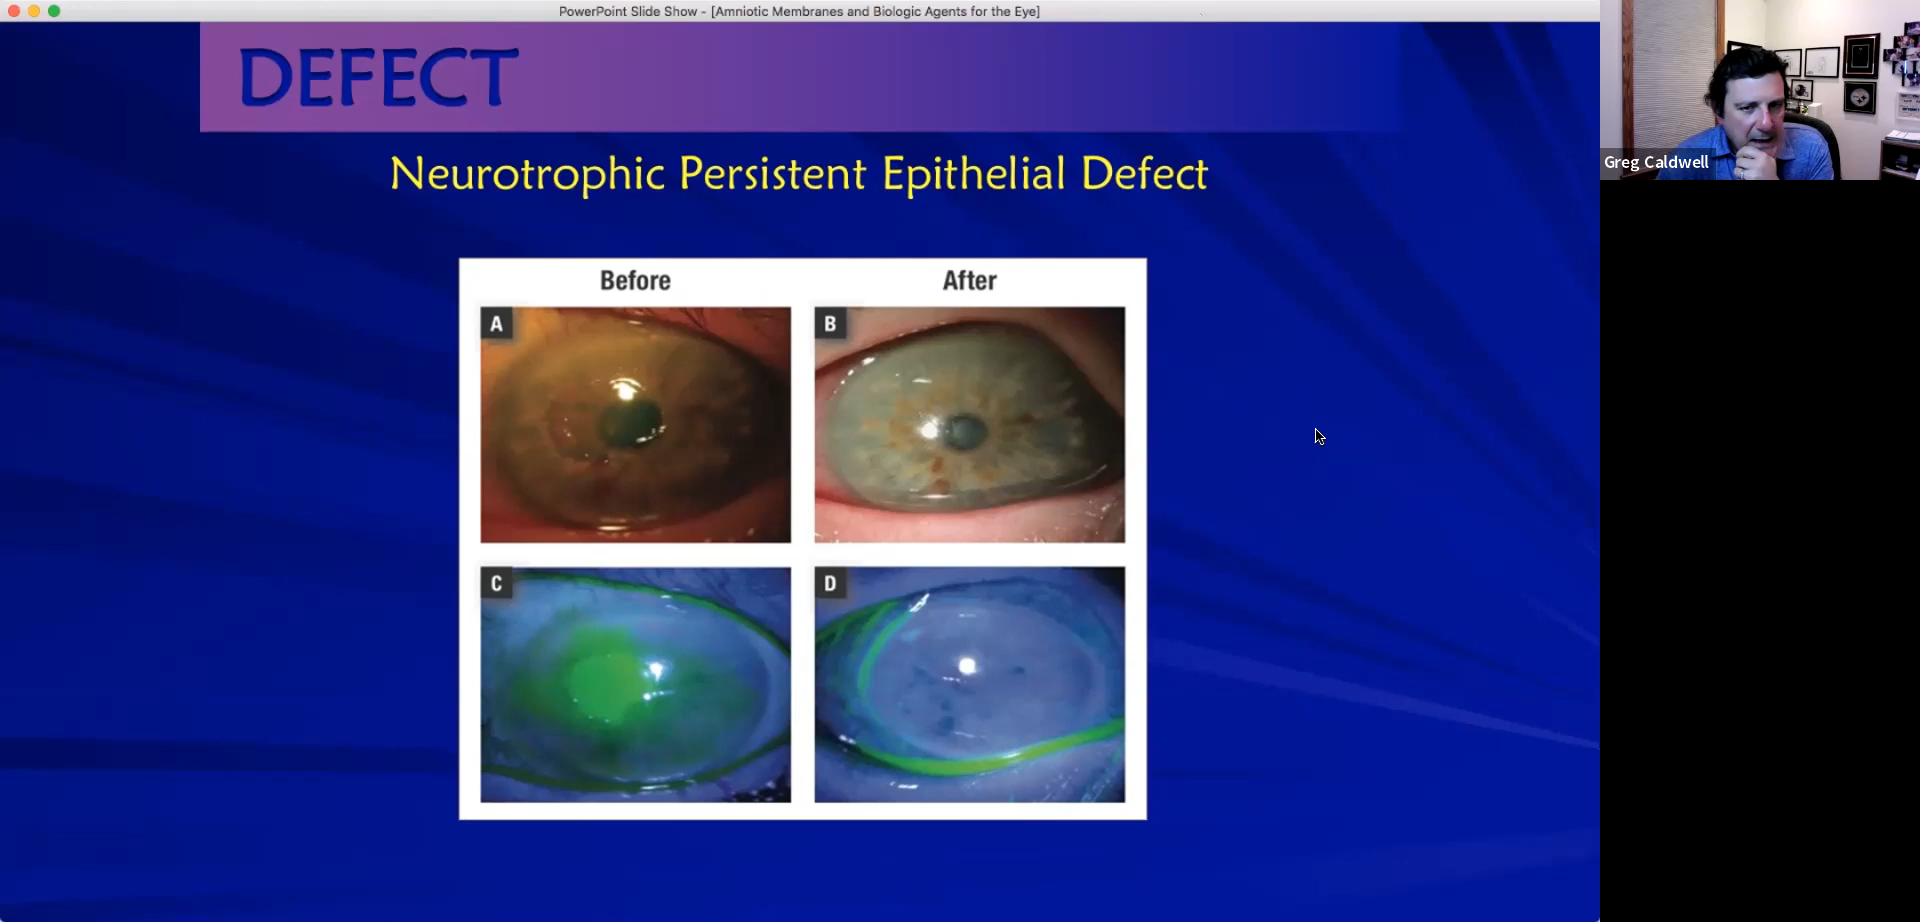 PowerPoint Slide Show - [Amniotic Membranes and Biologic Agents for the Eye]
DEFECT
Neurotrophic Persistent Epithelial Defect
Before After
A B
C D
Greg Caldwell